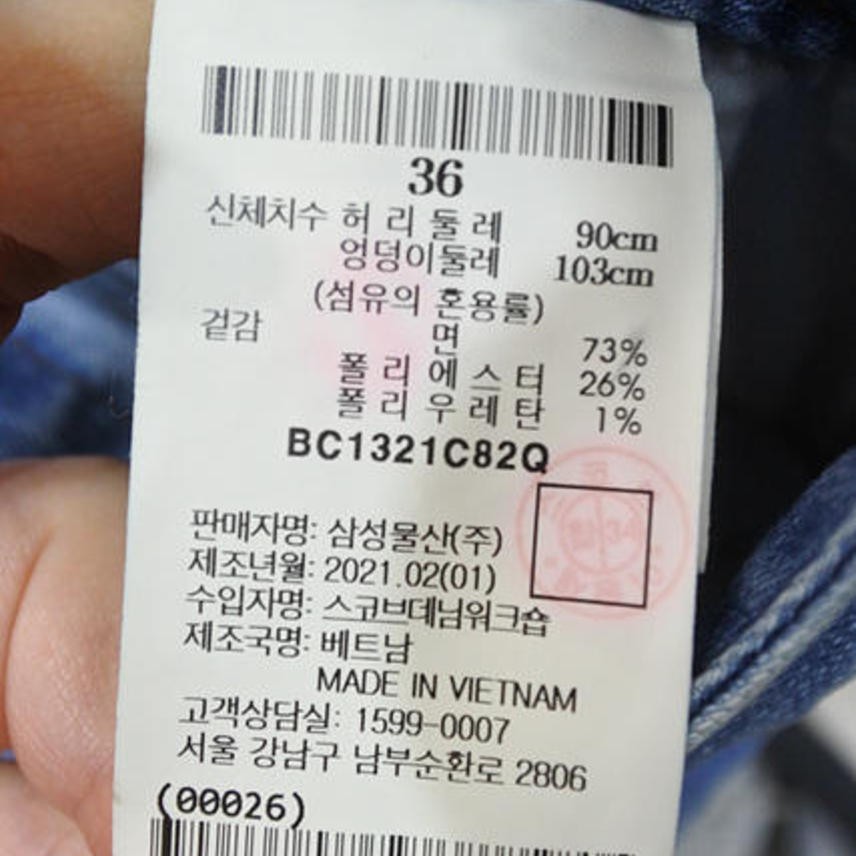 36
신체치수 허 리 둘 레 90cm
엉덩이둘레 103cm
(섬유의 혼용률)
겉감 면 73%
폴 리 에 스 터 26%
폴 리 우 레 탄 1%
BC1321C82Q
판매자명: 삼성물산(주)
제조년월: 2021.02(01)
수입자명: 스코브데님워크숍
제조국명: 베트남
MADE IN VIETNAM
고객상담실: 1599-0007
서울 강남구 남부순환로 2806
(00026)